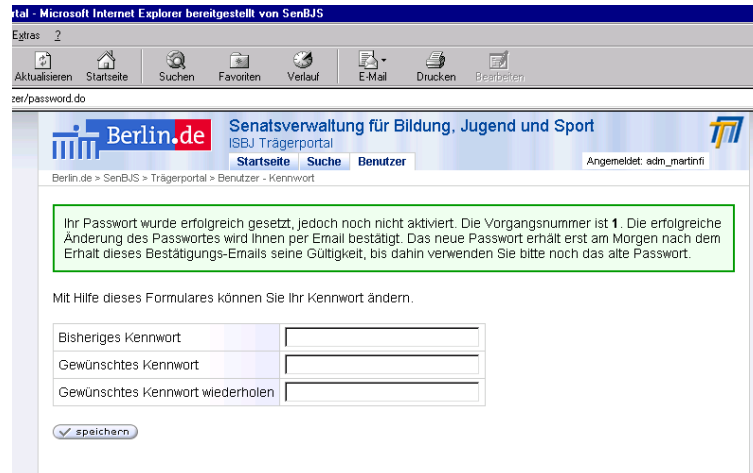 rtal - Microsoft Internet Explorer bereitgestellt von SenBJS
Extras ?
Aktualisieren Startseite Suchen Favoriten Verlauf E-Mail Drucken Bearbeiten
zer/password.do
Berlin.de
Senatsverwaltung für Bildung, Jugend und Sport
ISBJ Trägerportal
Startseite Suche Benutzer
Angemeldet: adm_martinfi
Berlin.de > SenBJS > Trägerportal > Benutzer - Kennwort
Ihr Passwort wurde erfolgreich gesetzt, jedoch noch nicht aktiviert. Die Vorgangsnummer ist 1. Die erfolgreiche
Änderung des Passwortes wird Ihnen per Email bestätigt. Das neue Passwort erhält erst am Morgen nach dem
Erhalt dieses Bestätigungs-Emails seine Gültigkeit, bis dahin verwenden Sie bitte noch das alte Passwort.
Mit Hilfe dieses Formulares können Sie Ihr Kennwort ändern.
Bisheriges Kennwort
Gewünschtes Kennwort
Gewünschtes Kennwort wiederholen
speichern